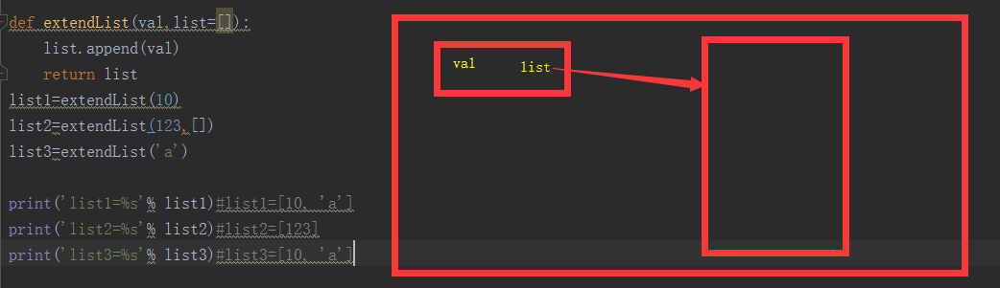 def extendList(val,list=[]):
    list.append(val)
    return list
list1=extendList(10)
list2=extendList(123,[])
list3=extendList('a')
print('list1=%s'% list1)#list1=[10, 'a']
print('list2=%s'% list2)#list2=[123]
print('list3=%s'% list3)#list3=[10, 'a']
val list